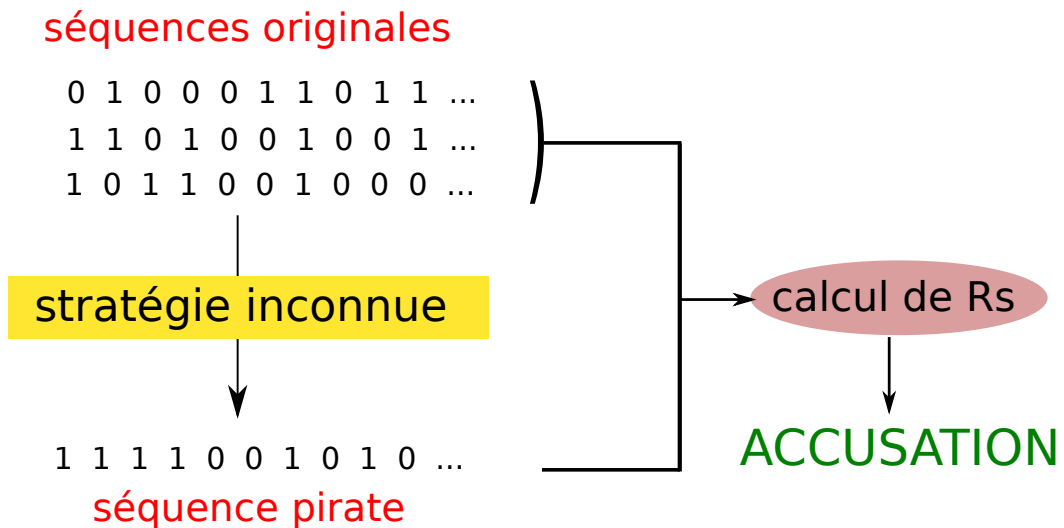 séquences originales
0 1 0 0 0 1 1 0 1 1 ...
1 1 0 1 0 0 1 0 0 1 ...
1 0 1 1 0 0 1 0 0 0 ...
stratégie inconnue
calcul de Rs
ACCUSATION
1 1 1 1 0 0 1 0 1 0 ...
séquence pirate